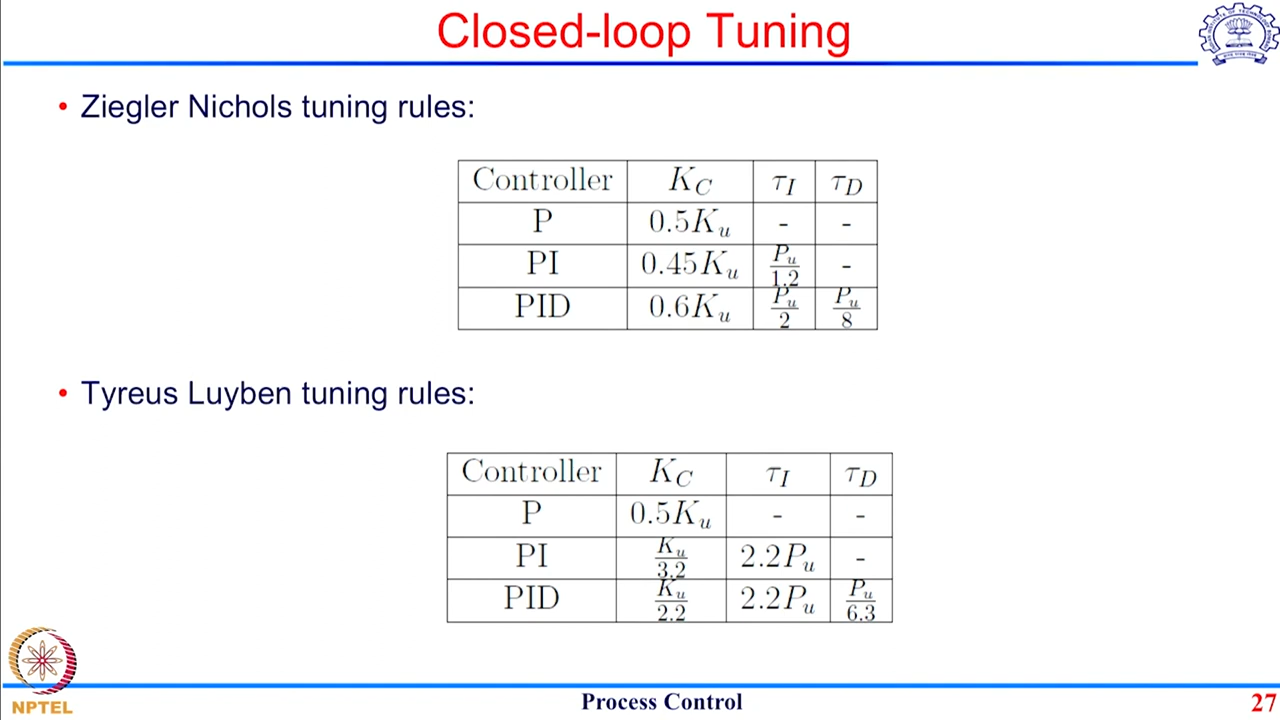 Closed-loop Tuning
• Ziegler Nichols tuning rules:
Controller K_C τ_I τ_D
P 0.5K_u - -
PI 0.45K_u P_u/1.2 -
PID 0.6K_u P_u/2 P_u/8
• Tyreus Luyben tuning rules:
Controller K_C τ_I τ_D
P 0.5K_u - -
PI K_u/3.2 2.2P_u -
PID K_u/2.2 2.2P_u P_u/6.3
NPTEL
Process Control
27